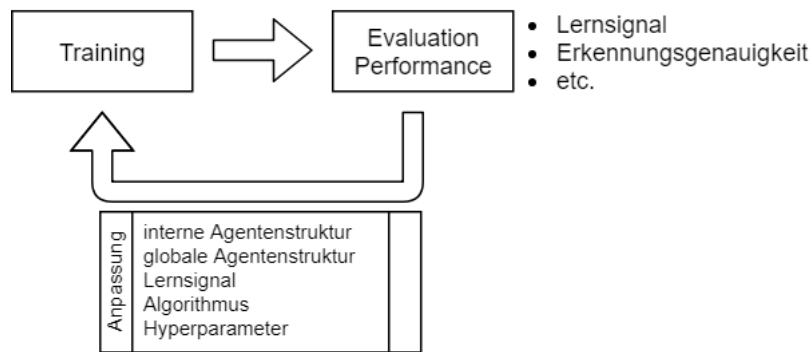 Training
Evaluation
Performance
• Lernsignal
• Erkennungsgenauigkeit
• etc.
Anpassung
interne Agentenstruktur
globale Agentenstruktur
Lernsignal
Algorithmus
Hyperparameter